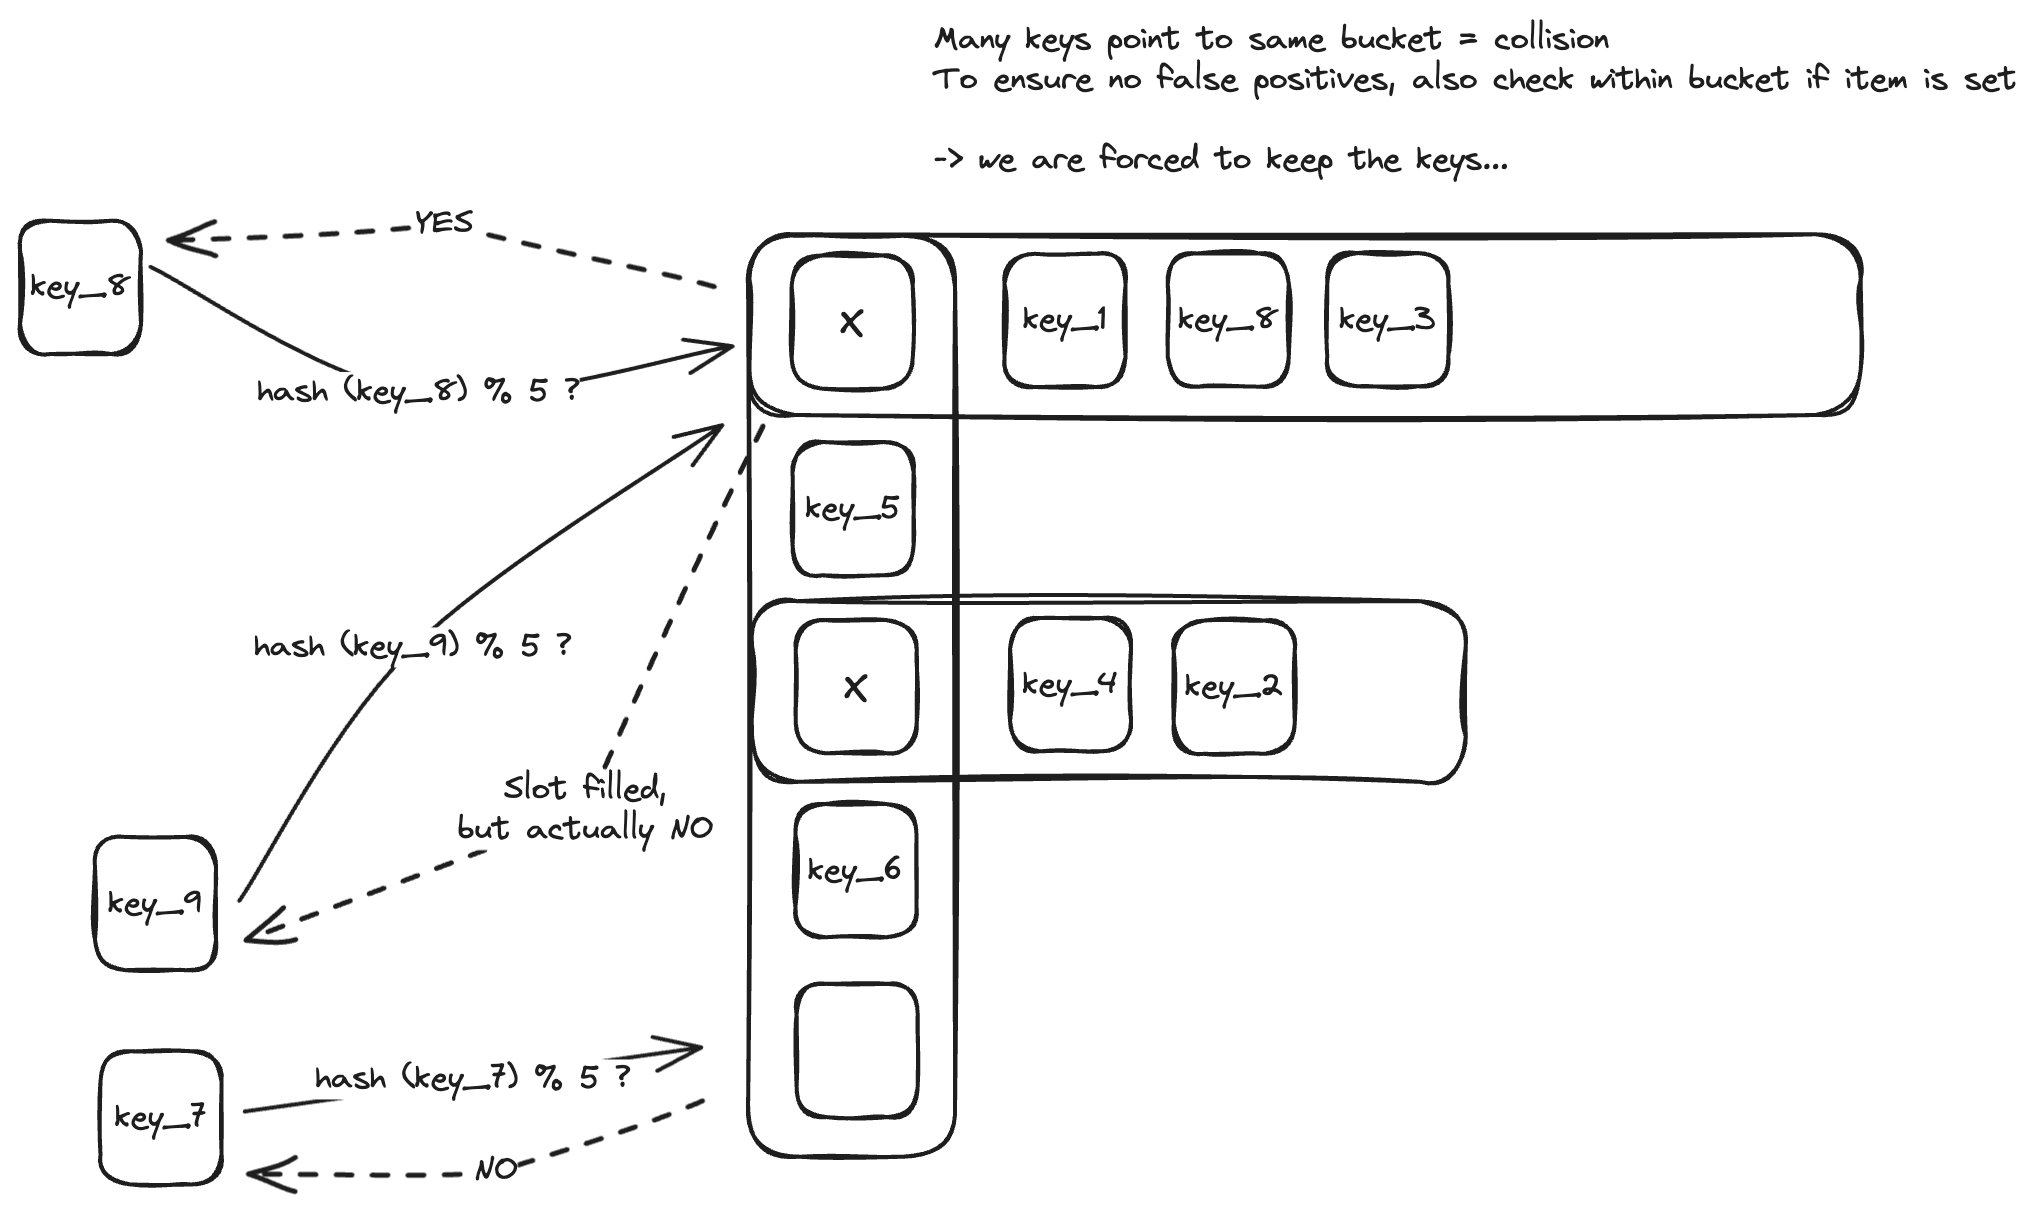 Many keys point to same bucket = collision
To ensure no false positives, also check within bucket if item is set
-> we are forced to keep the keys...
YES
key_8
hash (key_8) % 5 ?
x
key_1
key_8
key_3
key_5
hash (key_9) % 5 ?
x
key_4
key_2
Slot filled,
but actually NO
key_6
key_9
hash (key_7) % 5 ?
key_7
NO